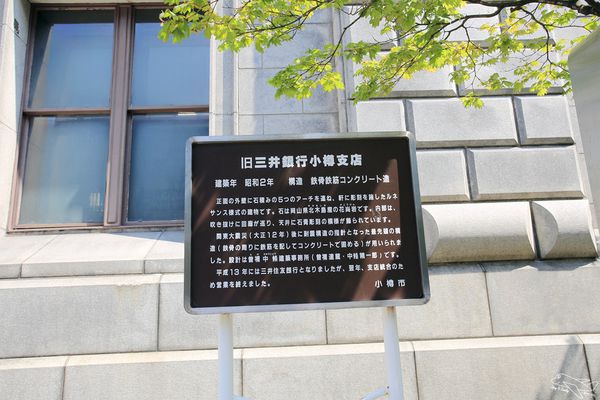 旧三井銀行小樽支店
建築年 昭和2年 構造 鉄骨鉄筋コンクリート造
正面の外壁に石積みの5つのアーチを連ね、軒に彫刻を施したルネ
サンス様式の建物です。石は岡山県北木島産の花崗岩です。内部は、
吹き抜けに回廊が巡り、天井に石膏彫刻の装飾が施られています。
関東大震災(大正12年)後に耐震構造の指針となった最先端の構
造(鉄骨の周りに鉄筋を配してコンクリートで固める)が用いられま
した。設計は曾禰中條建築事務所(曾禰達蔵・中條精一郎)です。
平成13年には三井住友銀行となりましたが、翌年、支店統合のた
め営業を終えました。
小樽市